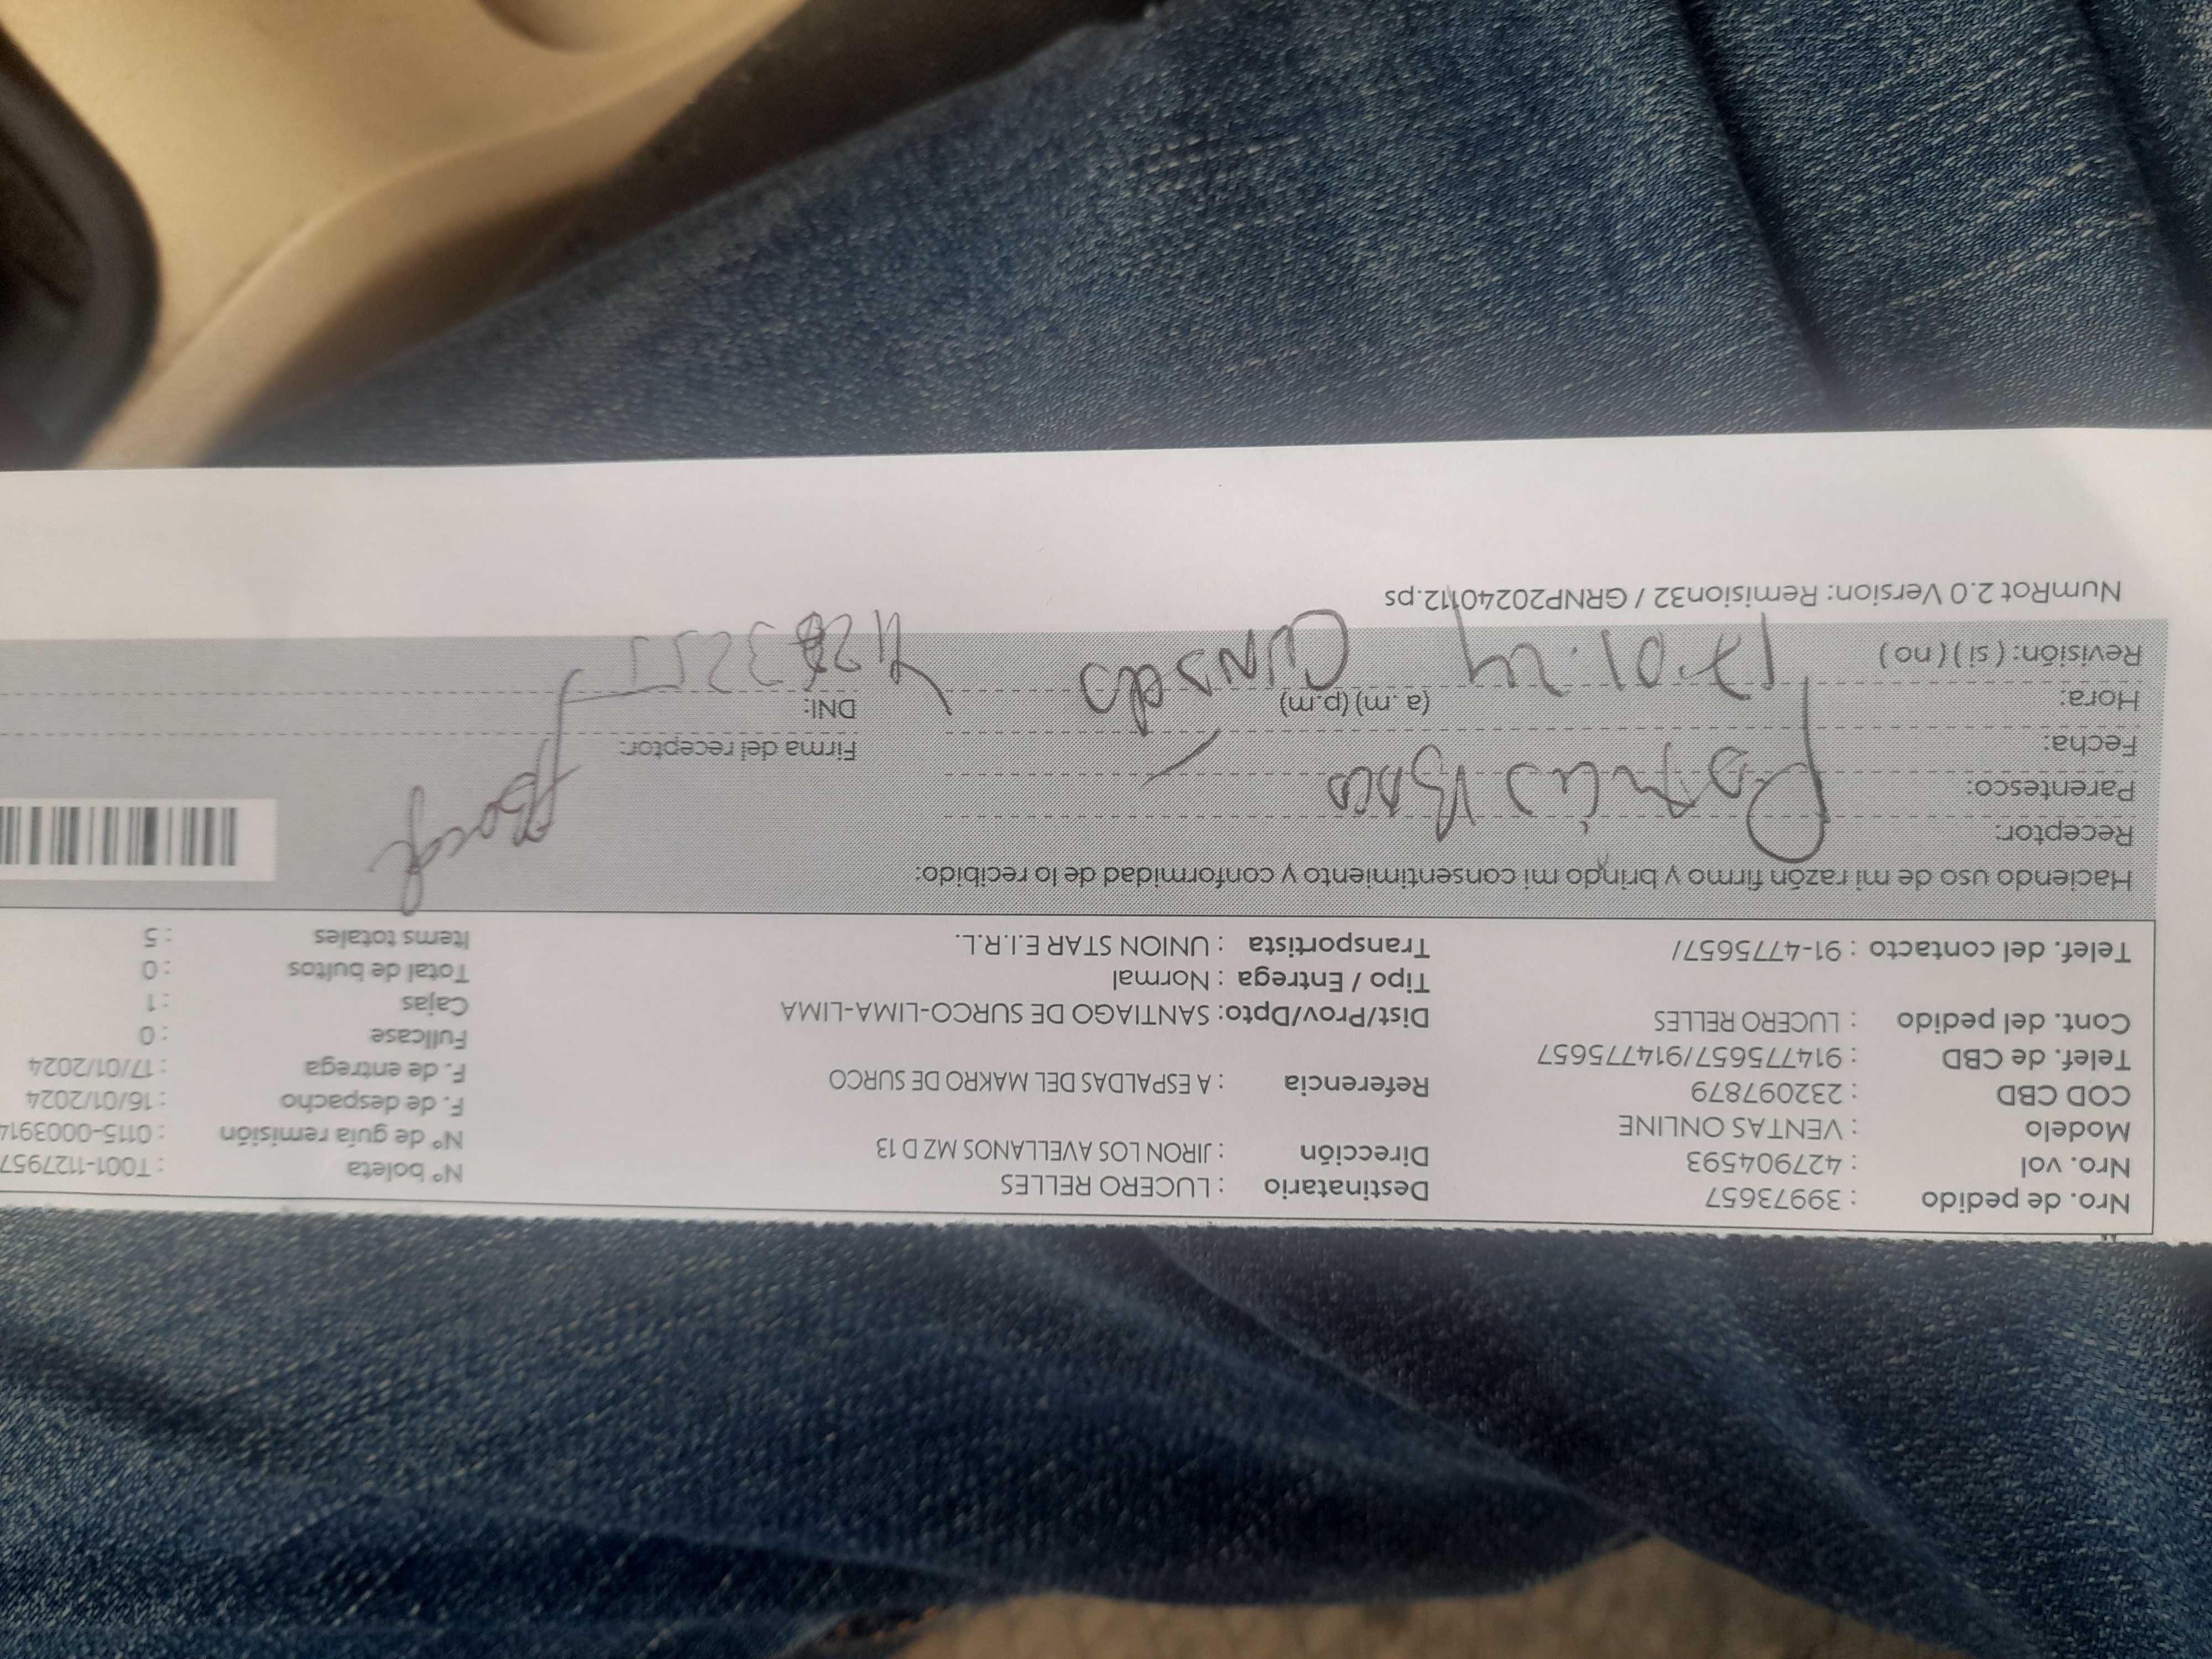 Nro. de pedido : 39973657 Destinatario : LUCERO RELLES Nº boleta : T001-1127957
Nro. vol : 427904593 Dirección : JIRON LOS AVELLANOS MZ D 13 Nº de guía remisión : 0115-0003914
Modelo : VENTAS ONLINE F. de despacho : 16/01/2024
COD CBD : 232097879 Referencia : A ESPALDAS DEL MAKRO DE SURCO F. de entrega : 17/01/2024
Telef. de CBD : 914775657/914775657 Fullcase : 0
Cont. del pedido : LUCERO RELLES Dist/Prov/Dpto: SANTIAGO DE SURCO-LIMA-LIMA Cajas : 1
Tipo / Entrega : Normal Total de bultos : 0
Telef. del contacto : 91-4775657/ Transportista : UNION STAR E.I.R.L. Items totales : 5
Haciendo uso de mi razón firmo y brindo mi consentimiento y conformidad de lo recibido:
Receptor:
Parentesco:
Fecha: Firma del receptor:
Hora: (a. m) (p.m) DNI:
Revisión: ( si ) ( no ) 17.01.24
NumRot 2.0 Version: Remision32 / GRNP20240112.ps